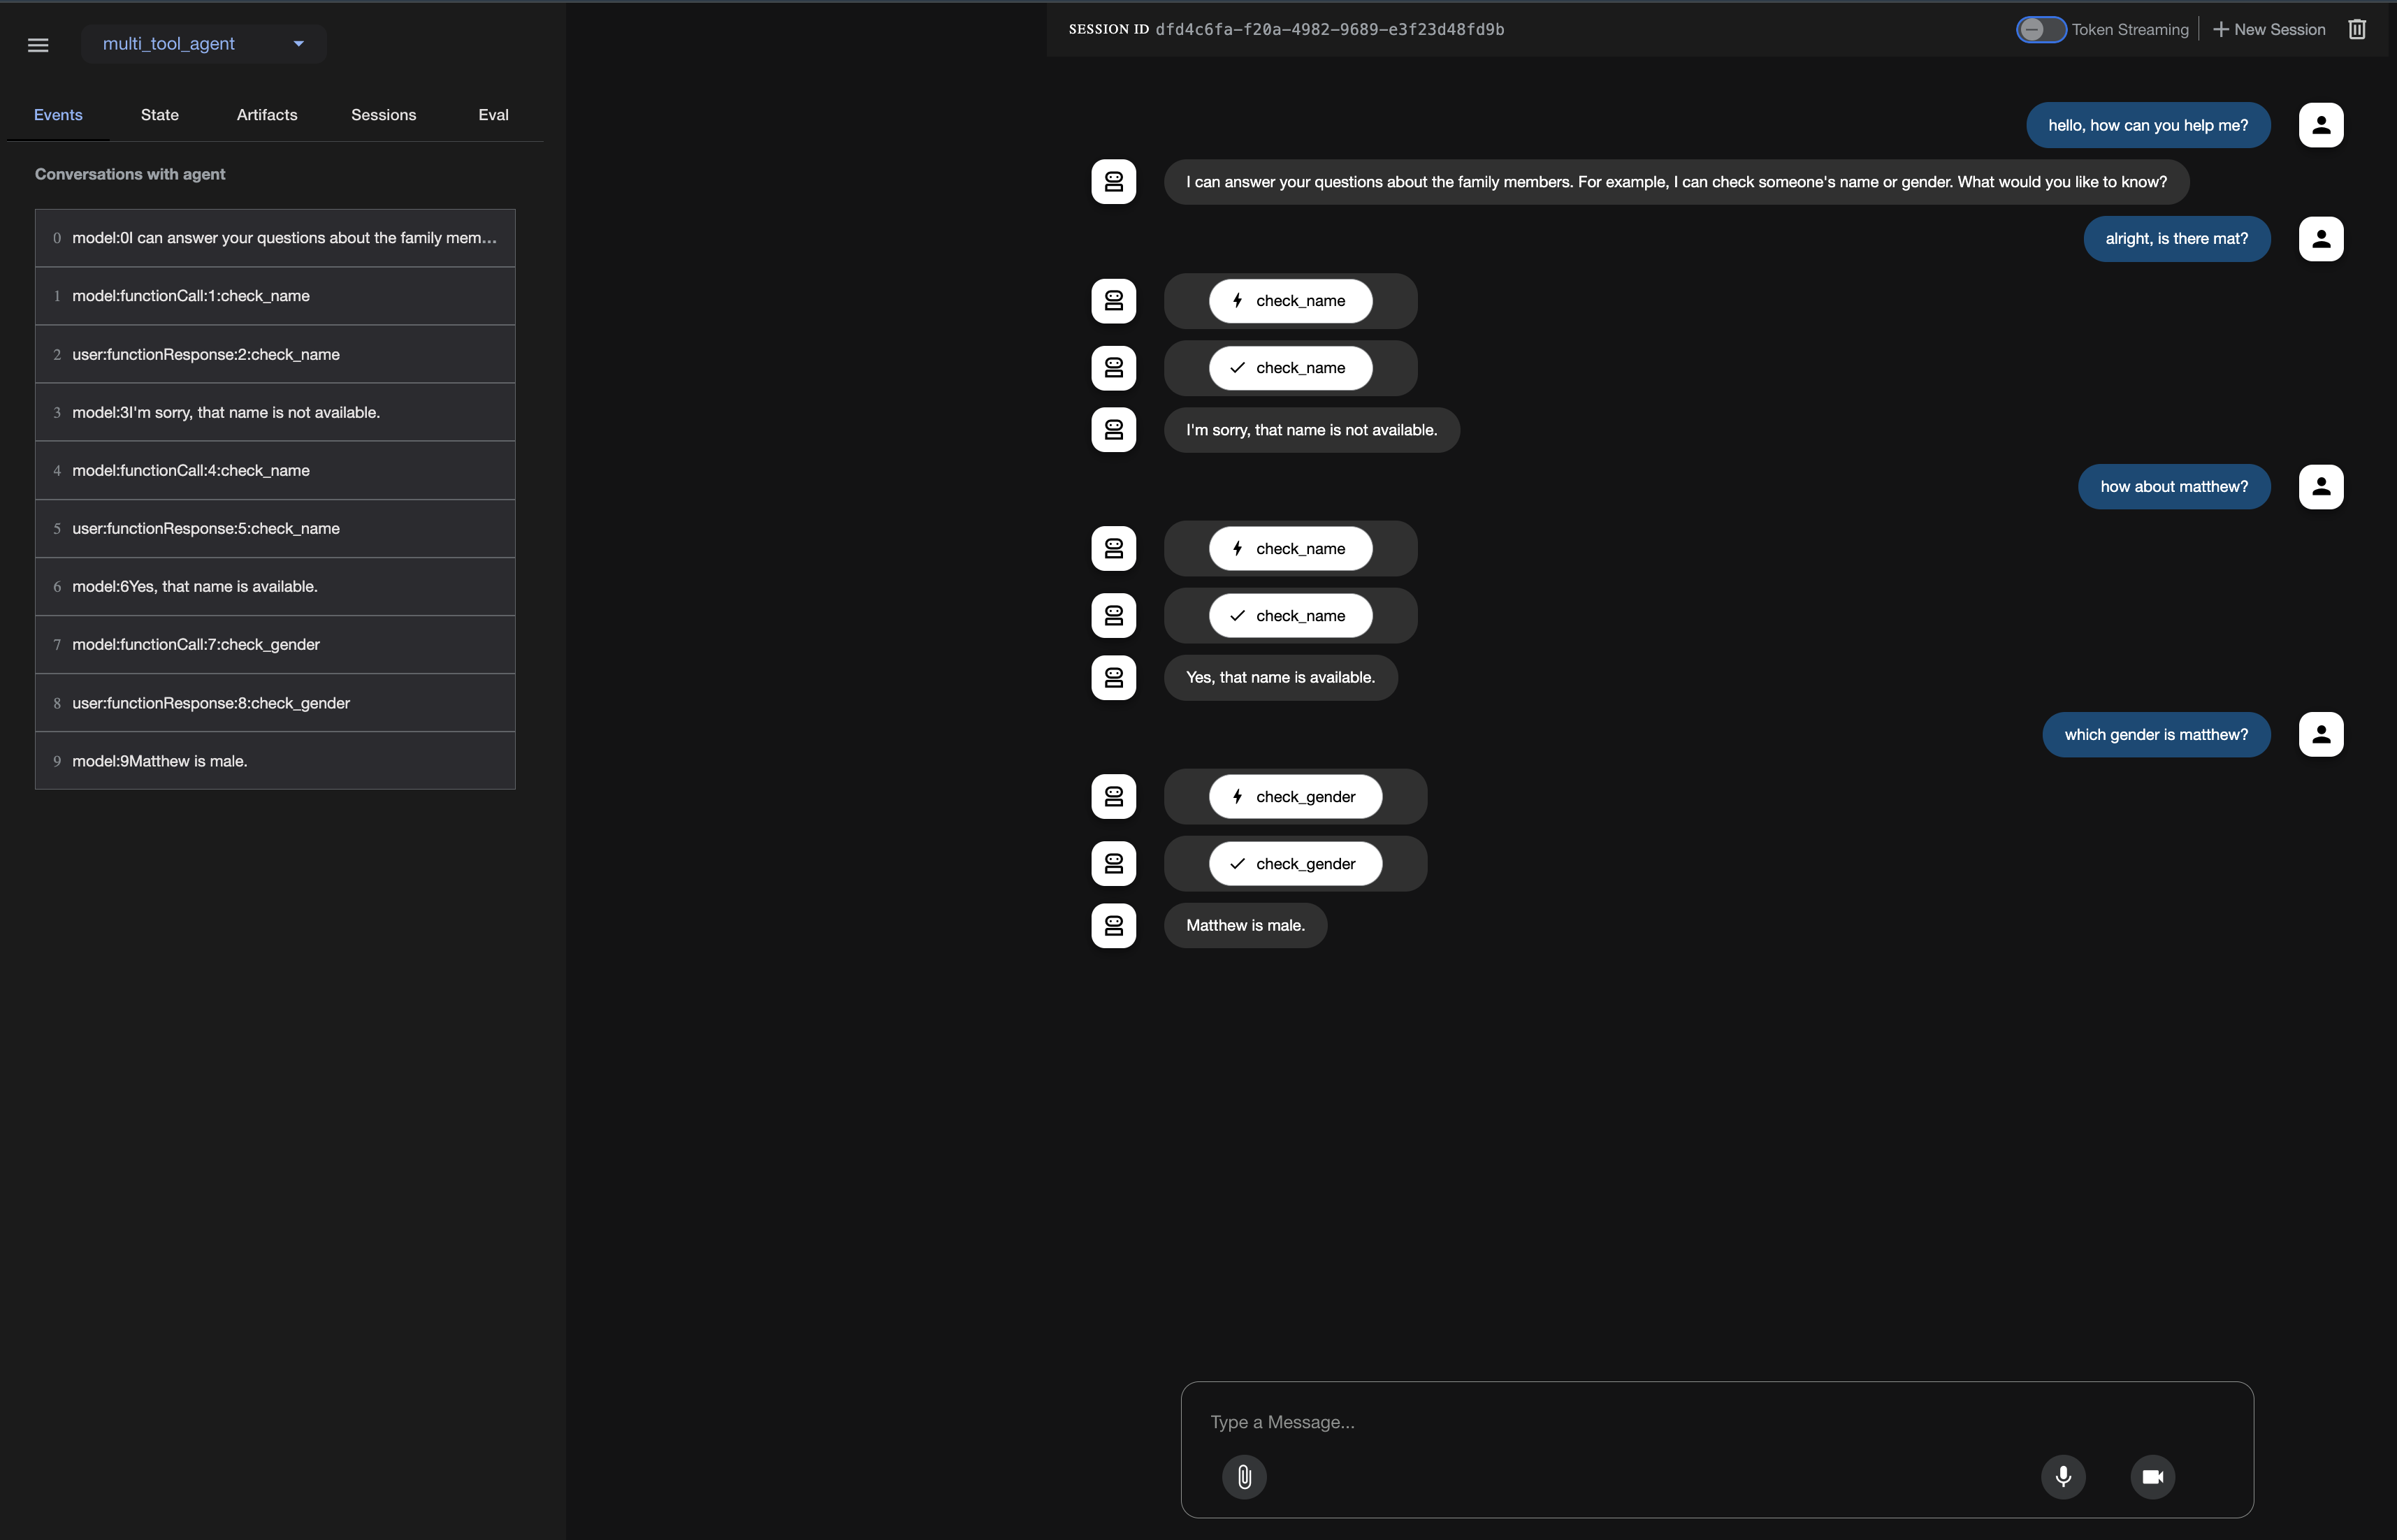 multi_tool_agent
Events
State
Artifacts
Sessions
Eval
Conversations with agent
0 model:0I can answer your questions about the family mem...
1 model:functionCall:1:check_name
2 user:functionResponse:2:check_name
3 model:3I'm sorry, that name is not available.
4 model:functionCall:4:check_name
5 user:functionResponse:5:check_name
6 model:6Yes, that name is available.
7 model:functionCall:7:check_gender
8 user:functionResponse:8:check_gender
9 model:9Matthew is male.
SESSION ID dfd4c6fa-f20a-4982-9689-e3f23d48fd9b
Token Streaming
New Session
hello, how can you help me?
I can answer your questions about the family members. For example, I can check someone's name or gender. What would you like to know?
alright, is there mat?
check_name
check_name
I'm sorry, that name is not available.
how about matthew?
check_name
check_name
Yes, that name is available.
which gender is matthew?
check_gender
check_gender
Matthew is male.
Type a Message...